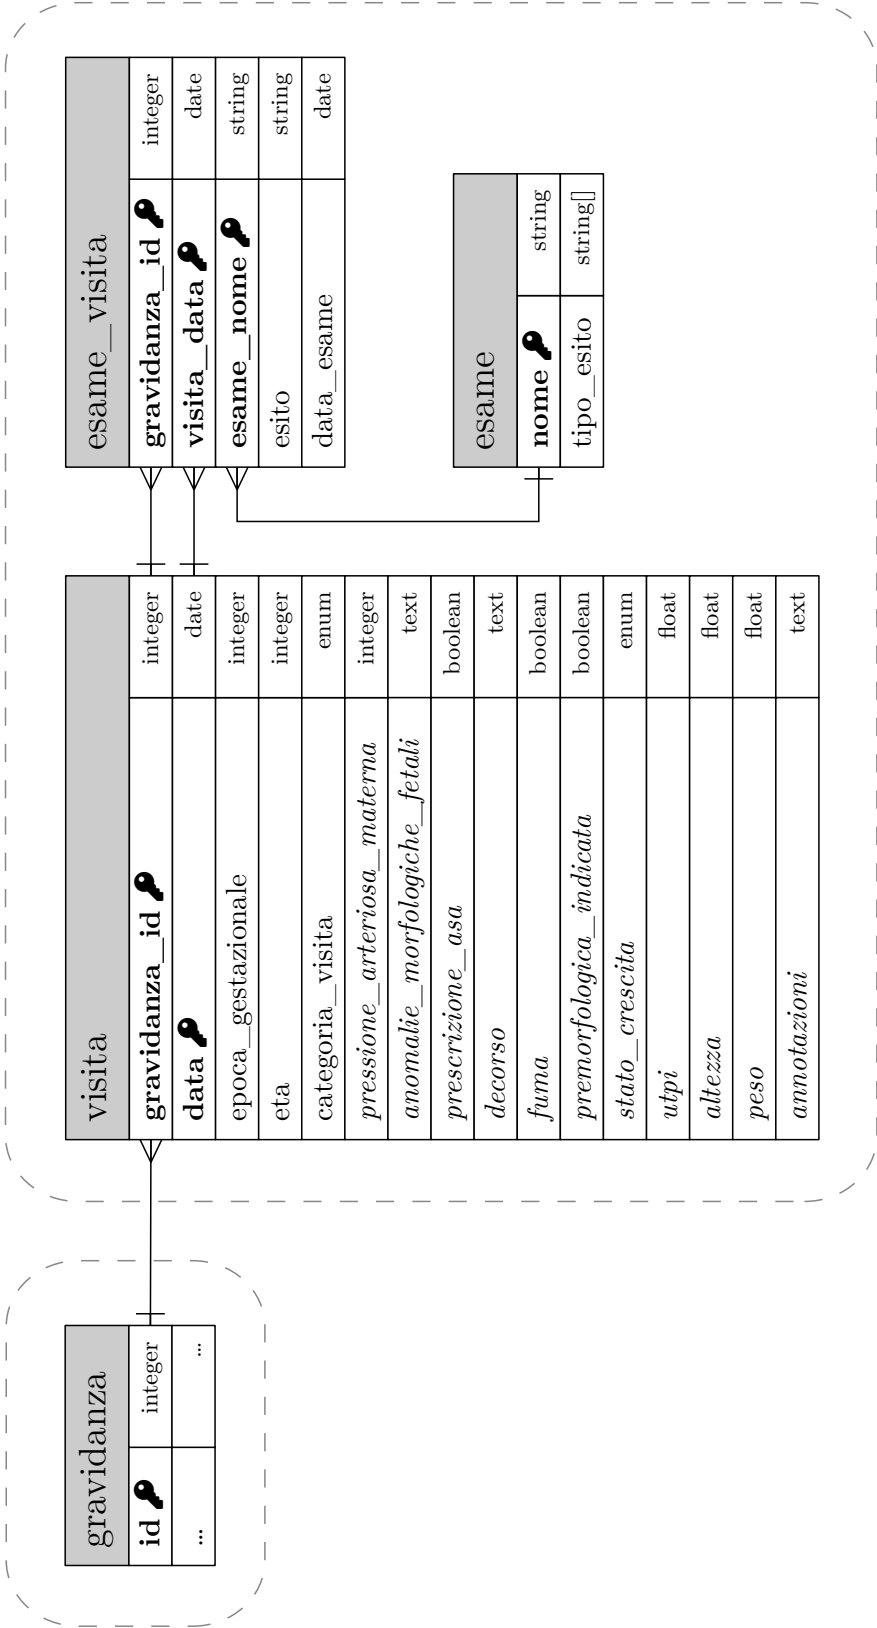 gravidanza
id integer
... ...
visita
gravidanza_id integer
data date
epoca_gestazionale integer
eta integer
categoria_visita enum
pressione_arteriosa_materna integer
anomalie_morfologiche_fetali text
prescrizione_asa boolean
decorso text
fuma boolean
premorfologica_indicata boolean
stato_crescita enum
utpi float
altezza float
peso float
annotazioni text
esame_visita
gravidanza_id integer
visita_data date
esame_nome string
esito string
data_esame date
esame
nome string
tipo_esito string[]